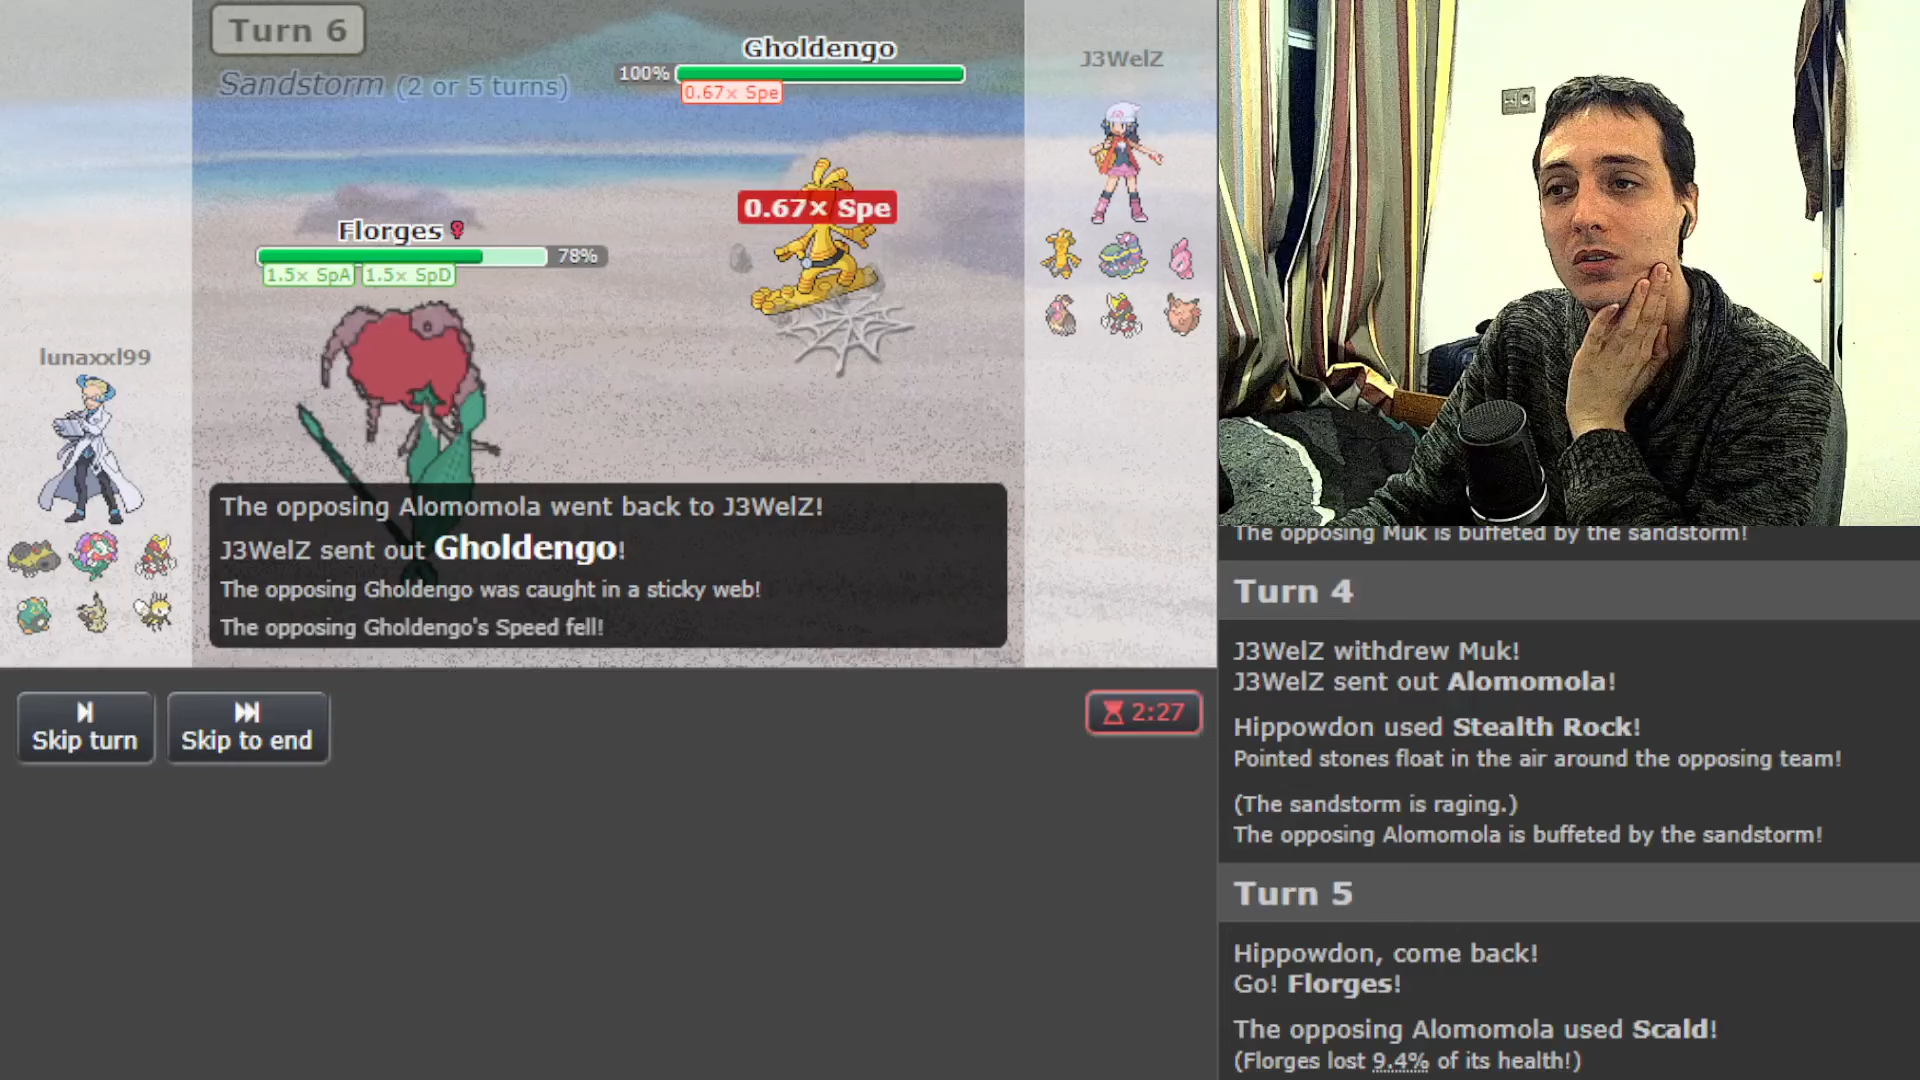 Turn 6
Sandstorm (2 or 5 turns)
Gholdengo
100%
0.67× Spe
0.67× Spe
Florges
78%
1.5× SpA 1.5× SpD
J3WelZ
lunaxxl99
The opposing Alomomola went back to J3WelZ!
J3WelZ sent out Gholdengo!
The opposing Gholdengo was caught in a sticky web!
The opposing Gholdengo's Speed fell!
Skip turn
Skip to end
2:27
The opposing Muk is buffeted by the sandstorm!
Turn 4
J3WelZ withdrew Muk!
J3WelZ sent out Alomomola!
Hippowdon used Stealth Rock!
Pointed stones float in the air around the opposing team!
(The sandstorm is raging.)
The opposing Alomomola is buffeted by the sandstorm!
Turn 5
Hippowdon, come back!
Go! Florges!
The opposing Alomomola used Scald!
(Florges lost 9.4% of its health!)